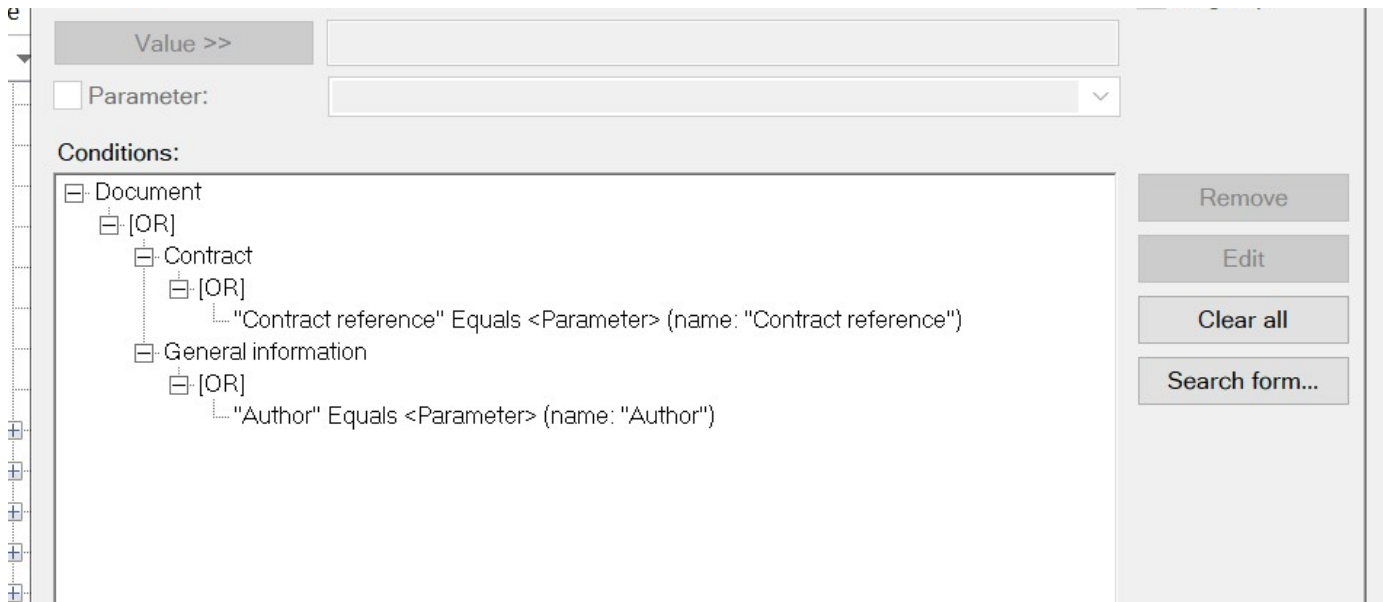 e
Value >>
Parameter:
Conditions:
Document
[OR]
Contract
[OR]
"Contract reference" Equals <Parameter> (name: "Contract reference")
General information
[OR]
"Author" Equals <Parameter> (name: "Author")
Remove
Edit
Clear all
Search form...